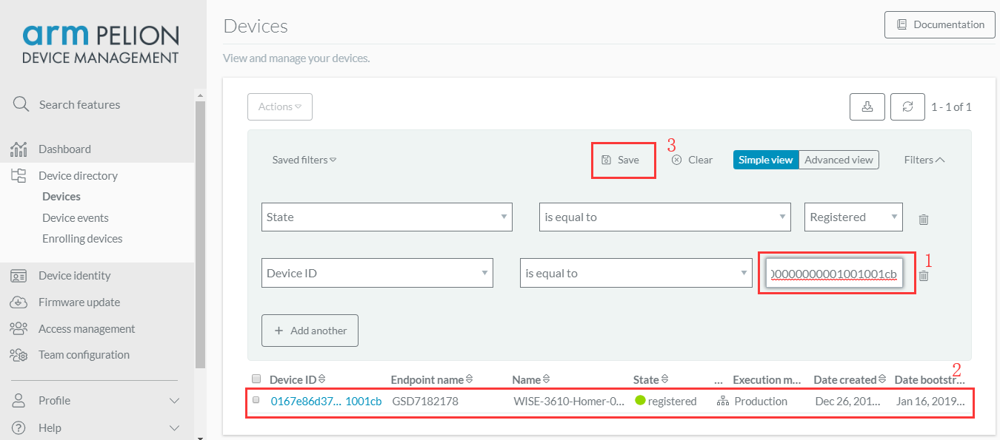 arm PELION
DEVICE MANAGEMENT
Search features
Dashboard
Device directory
Devices
Device events
Enrolling devices
Device identity
Firmware update
Access management
Team configuration
Profile
Help
Devices
Documentation
View and manage your devices.
Actions
1 - 1 of 1
Saved filters
Save
3
Clear
Simple view
Advanced view
Filters
State
is equal to
Registered
Device ID
is equal to
00000000001001001cb
1
Add another
2
Device ID
Endpoint name
Name
State
...
Execution m...
Date created
Date bootstr...
0167e86d37... 1001cb
GSD7182178
WISE-3610-Homer-0...
registered
Production
Dec 26, 201...
Jan 16, 2019...